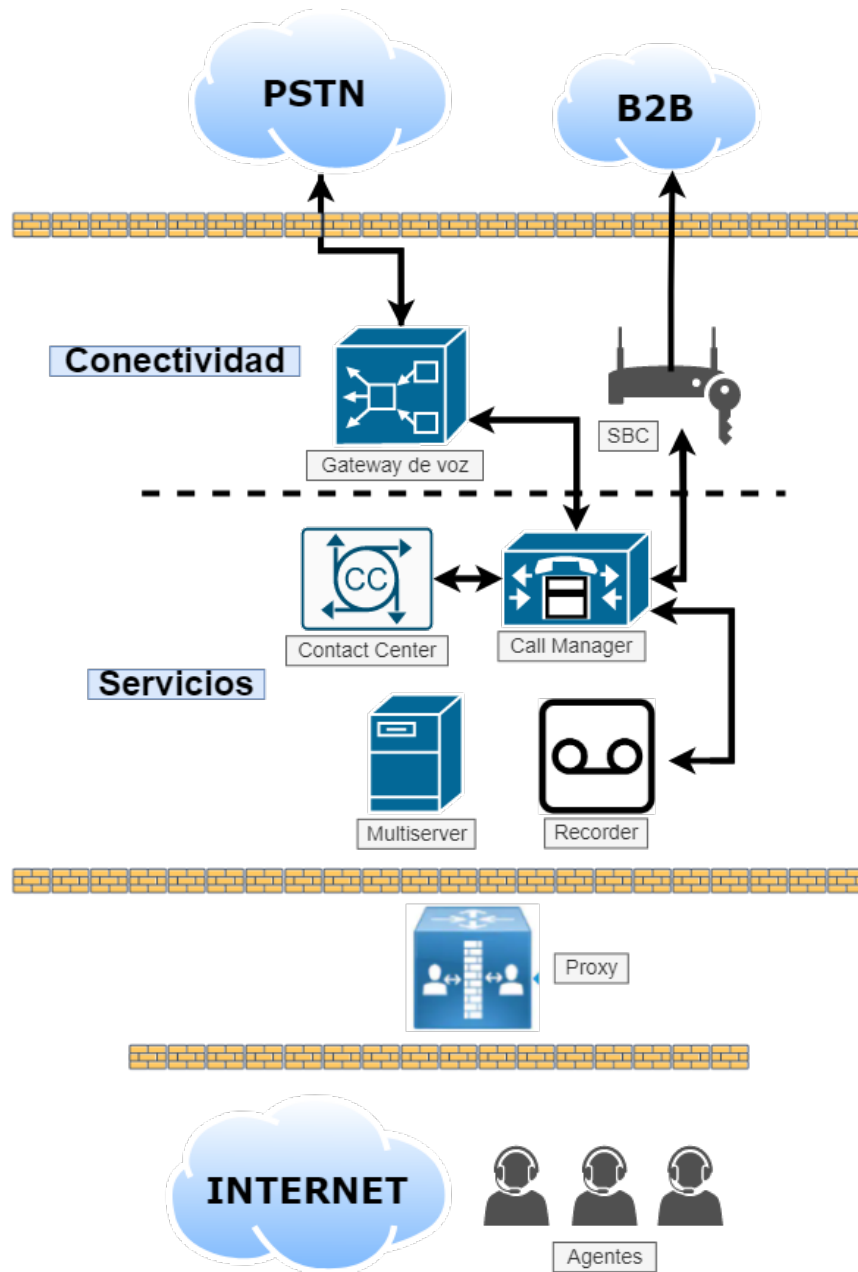 PSTN
B2B
Conectividad
SBC
Gateway de voz
CC
Contact Center
Call Manager
Servicios
Multiserver
Recorder
Proxy
INTERNET
Agentes